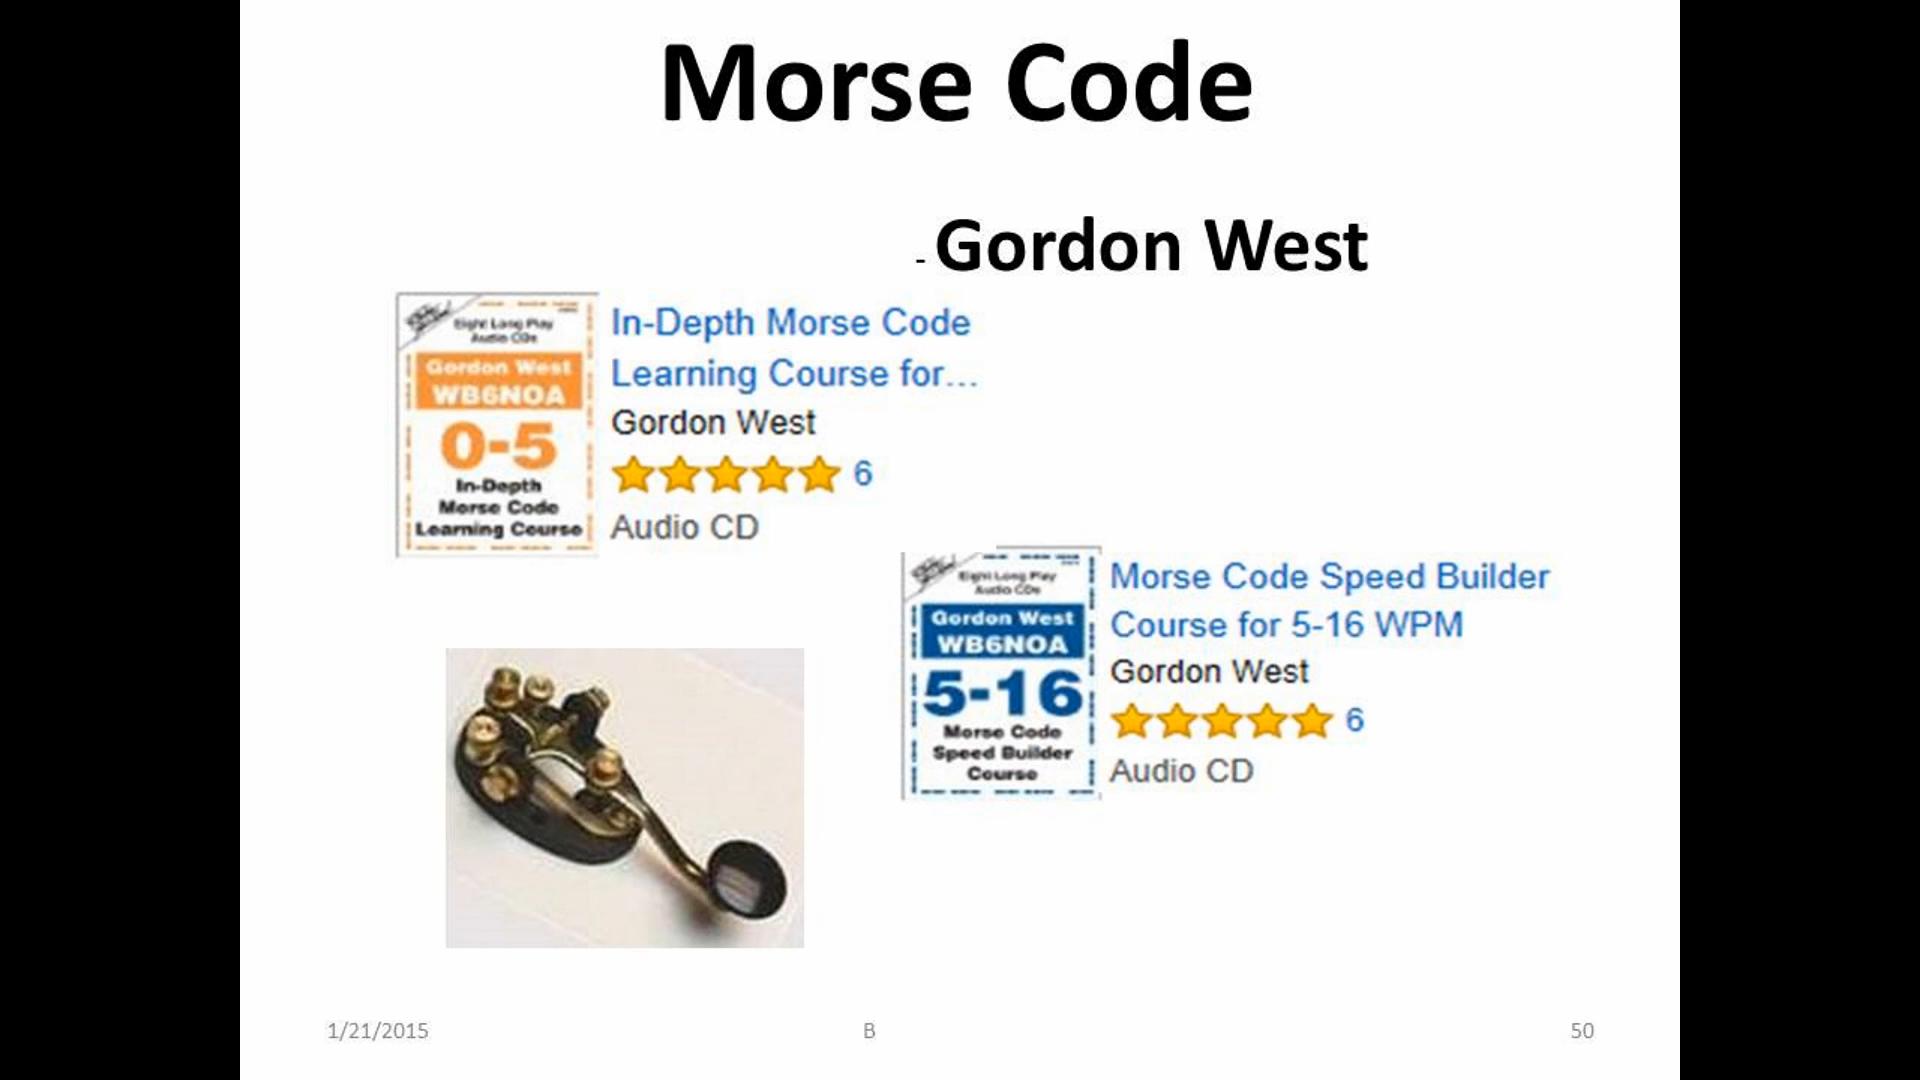 Morse Code
- Gordon West
Eight Long Play
Audio CDs
Gordon West
WB6NOA
0-5
In-Depth
Morse Code
Learning Course
In-Depth Morse Code
Learning Course for...
Gordon West
6
Audio CD
Eight Long Play
Audio CDs
Gordon West
WB6NOA
5-16
Morse Code
Speed Builder
Course
Morse Code Speed Builder
Course for 5-16 WPM
Gordon West
6
Audio CD
1/21/2015
B
50